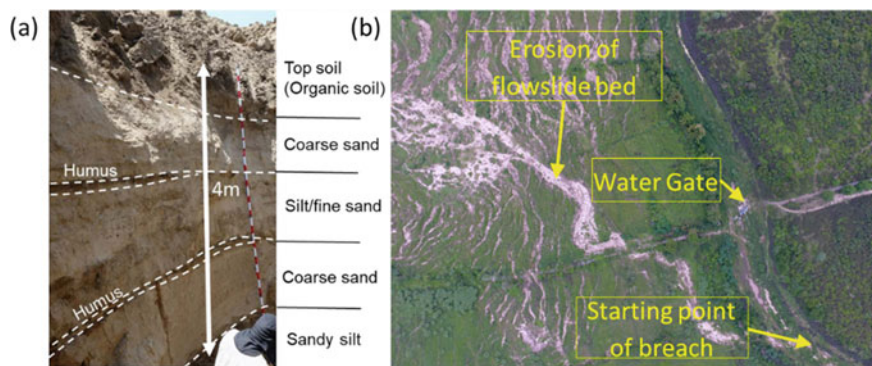 (a)
Top soil
(Organic soil)
Coarse sand
Humus
4m
Silt/fine sand
Coarse sand
Humus
Sandy silt
(b)
Erosion of
flowslide bed
Water Gate
Starting point
of breach